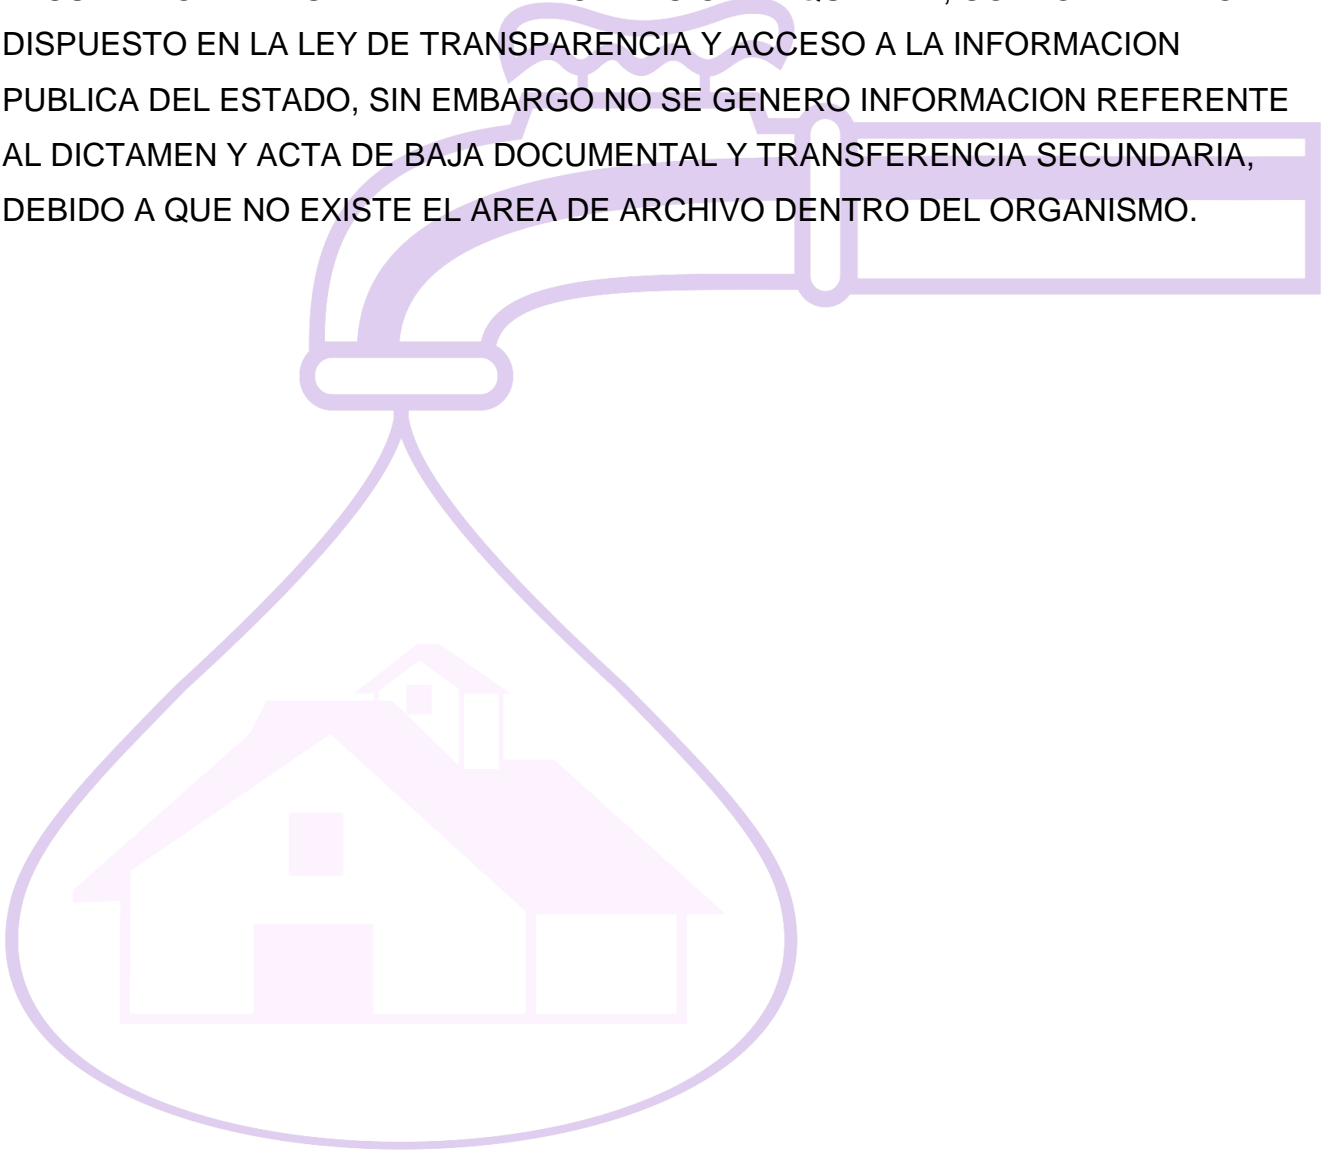 DISPUESTO EN LA LEY DE TRANSPARENCIA Y ACCESO A LA INFORMACION
PUBLICA DEL ESTADO, SIN EMBARGO NO SE GENERO INFORMACION REFERENTE
AL DICTAMEN Y ACTA DE BAJA DOCUMENTAL Y TRANSFERENCIA SECUNDARIA,
DEBIDO A QUE NO EXISTE EL AREA DE ARCHIVO DENTRO DEL ORGANISMO.